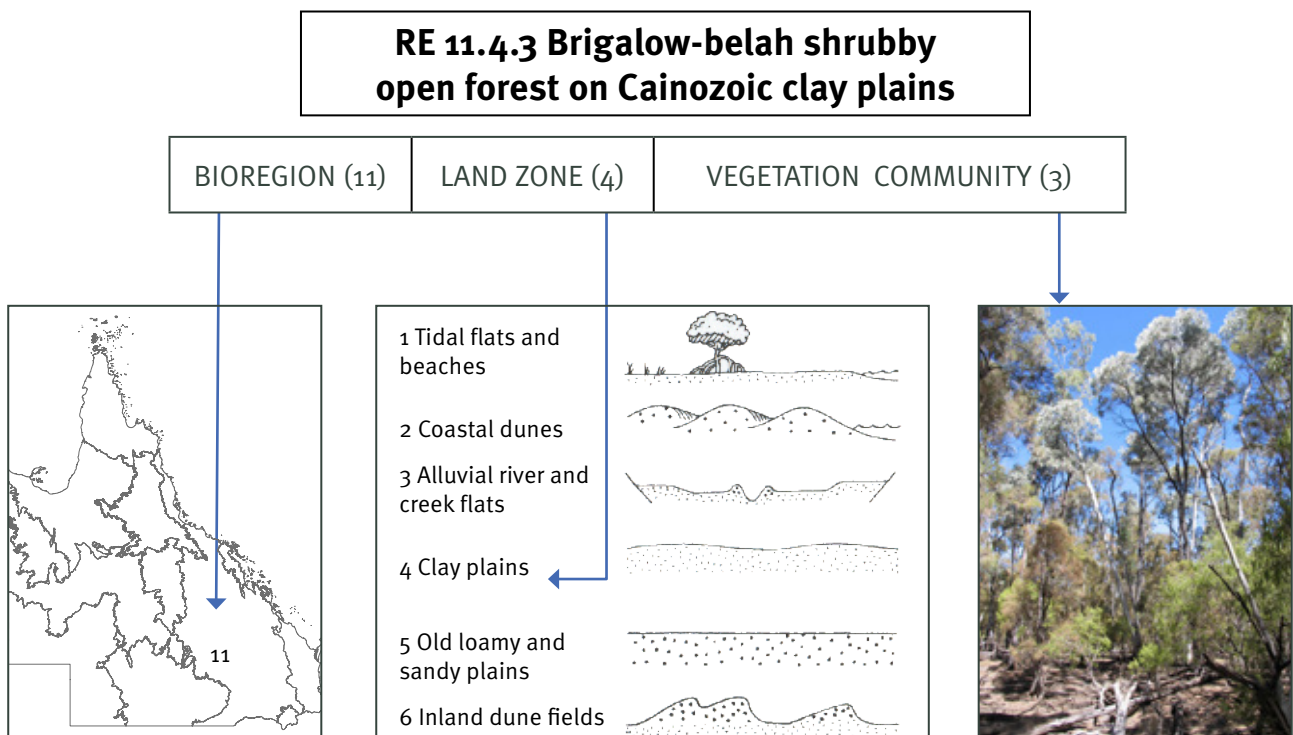 RE 11.4.3 Brigalow-belah shrubby
open forest on Cainozoic clay plains
BIOREGION (11)
LAND ZONE (4)
VEGETATION COMMUNITY (3)
11
1 Tidal flats and
beaches
2 Coastal dunes
3 Alluvial river and
creek flats
4 Clay plains
5 Old loamy and
sandy plains
6 Inland dune fields